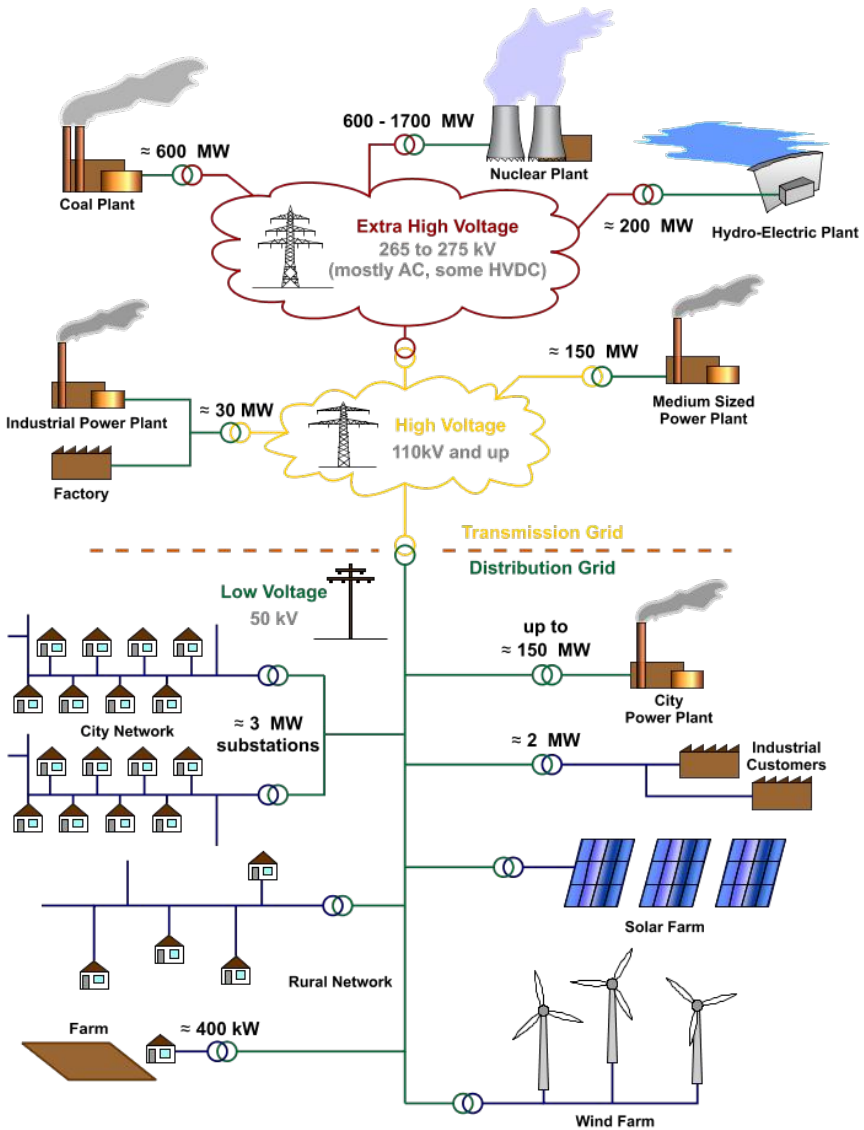 600 - 1700 MW
≈ 600 MW
Nuclear Plant
Coal Plant
Extra High Voltage
265 to 275 kV
(mostly AC, some HVDC)
≈ 200 MW
Hydro-Electric Plant
≈ 150 MW
Medium Sized
Power Plant
Industrial Power Plant
≈ 30 MW
High Voltage
110kV and up
Factory
Transmission Grid
Distribution Grid
Low Voltage
50 kV
up to
≈ 150 MW
City
Power Plant
City Network
≈ 3 MW
substations
≈ 2 MW
Industrial
Customers
Solar Farm
Rural Network
Farm
≈ 400 kW
Wind Farm